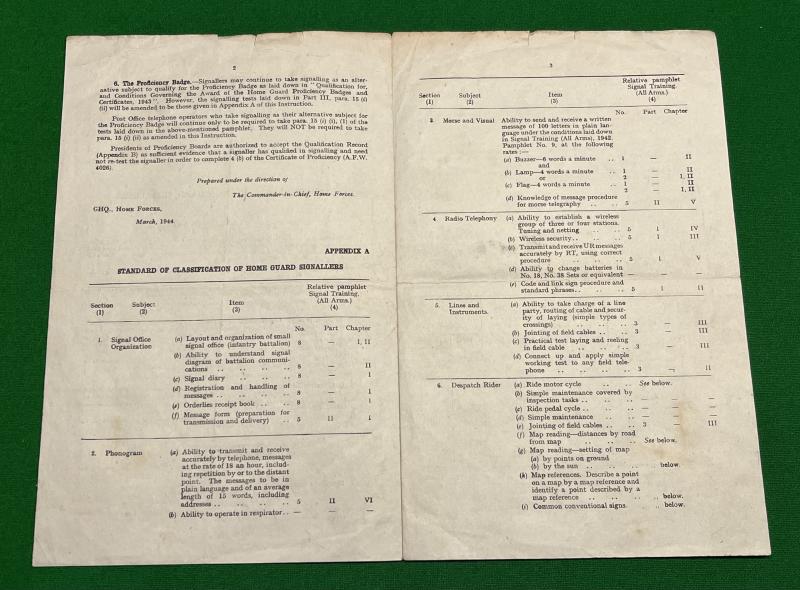 2
6. The Proficiency Badge.—Signallers may continue to take signalling as an alter-
native subject to qualify for the Proficiency Badge as laid down in "Qualification for,
and Conditions Governing the Award of the Home Guard Proficiency Badges and
Certificates, 1943". However, the signalling tests laid down in Part III, para. 15 (i)
(ii) will be amended to be those given in Appendix A of this Instruction.
Post Office telephone operators who take signalling as their alternative subject for
the Proficiency Badge will continue only to be required to take para. 15 (i) (i), (1) of the
tests laid down in the above-mentioned pamphlet. They will NOT be required to take
para. 15 (i) (ii) as amended in this Instruction.
Presidents of Proficiency Boards are authorized to accept the Qualification Record
(Appendix B) as sufficient evidence that a signaller has qualified in signalling and need
not re-test the signaller in order to complete 4 (b) of the Certificate of Proficiency (A.F.W.
4026).
Prepared under the direction of
The Commander-in-Chief, Home Forces.
GHQ., Home Forces,
March, 1944.
APPENDIX A
STANDARD OF CLASSIFICATION OF HOME GUARD SIGNALLERS
Relative pamphlet
Signal Training.
(All Arms.)
Section Subject Item
(1) (2) (3) (4)
No. Part Chapter
1. Signal Office (a) Layout and organization of small
Organization signal office (infantry battalion) 8 — I, II
(b) Ability to understand signal
diagram of battalion communi-
cations .. .. .. .. 8 — II
(c) Signal diary .. .. .. 8 — I
(d) Registration and handling of
messages .. .. .. .. 8 — I
(e) Orderlies receipt book .. .. 8 — I
(f) Message form (preparation for
transmission and delivery) .. 5 II I
2. Phonogram (a) Ability to transmit and receive
accurately by telephone, messages
at the rate of 18 an hour, includ-
ing repetition by or to the distant
point. The messages to be in
plain language and of an average
length of 15 words, including
addresses .. .. .. .. 5 II VI
(b) Ability to operate in respirator .. — — —
3
Relative pamphlet
Signal Training.
(All Arms.)
Section Subject Item
(1) (2) (3) (4)
No. Part Chapter
3. Morse and Visual Ability to send and receive a written
message of 100 letters in plain lan-
guage under the conditions laid down
in Signal Training (All Arms), 1942.
Pamphlet No. 9, at the following
rates :—
(a) Buzzer—6 words a minute .. 1 — II
and
(b) Lamp—4 words a minute .. 1 — II
or 2 — I, II
(c) Flag—4 words a minute .. 1 — II
2 — I, II
(d) Knowledge of message procedure
for morse telegraphy .. .. 5 II V
4. Radio Telephony (a) Ability to establish a wireless
group of three or four stations.
Tuning and netting .. .. 5 I IV
(b) Wireless security .. .. .. 5 I III
(c) Transmit and receive UR messages
accurately by RT, using correct
procedure .. .. .. 5 I V
(d) Ability to change batteries in
No. 18, No. 38 Sets or equivalent — — —
(e) Code and link sign procedure and
standard phrases .. .. .. 5 I II
5. Lines and (a) Ability to take charge of a line
Instruments. party, routing of cable and secur-
ity of laying (simple types of
crossings) .. .. .. 3 — III
(b) Jointing of field cables .. .. 3 — III
(c) Practical test laying and reeling
in field cable .. .. .. 3 — III
(d) Connect up and apply simple
working test to any field tele-
phone .. .. .. .. 3 — II
6. Despatch Rider (a) Ride motor cycle .. See below.
(b) Simple maintenance covered by
inspection tasks .. .. .. — — —
(c) Ride pedal cycle .. .. .. — — —
(d) Simple maintenance .. .. — — —
(e) Jointing of field cables .. .. 3 — III
(f) Map reading—distances by road
from map .. .. .. See below.
(g) Map reading—setting of map
(a) by points on ground
(b) by the sun .. .. .. below.
(h) Map references. Describe a point
on a map by a map reference and
identify a point described by a
map reference .. .. .. ,, below.
(i) Common conventional signs. ,, below.